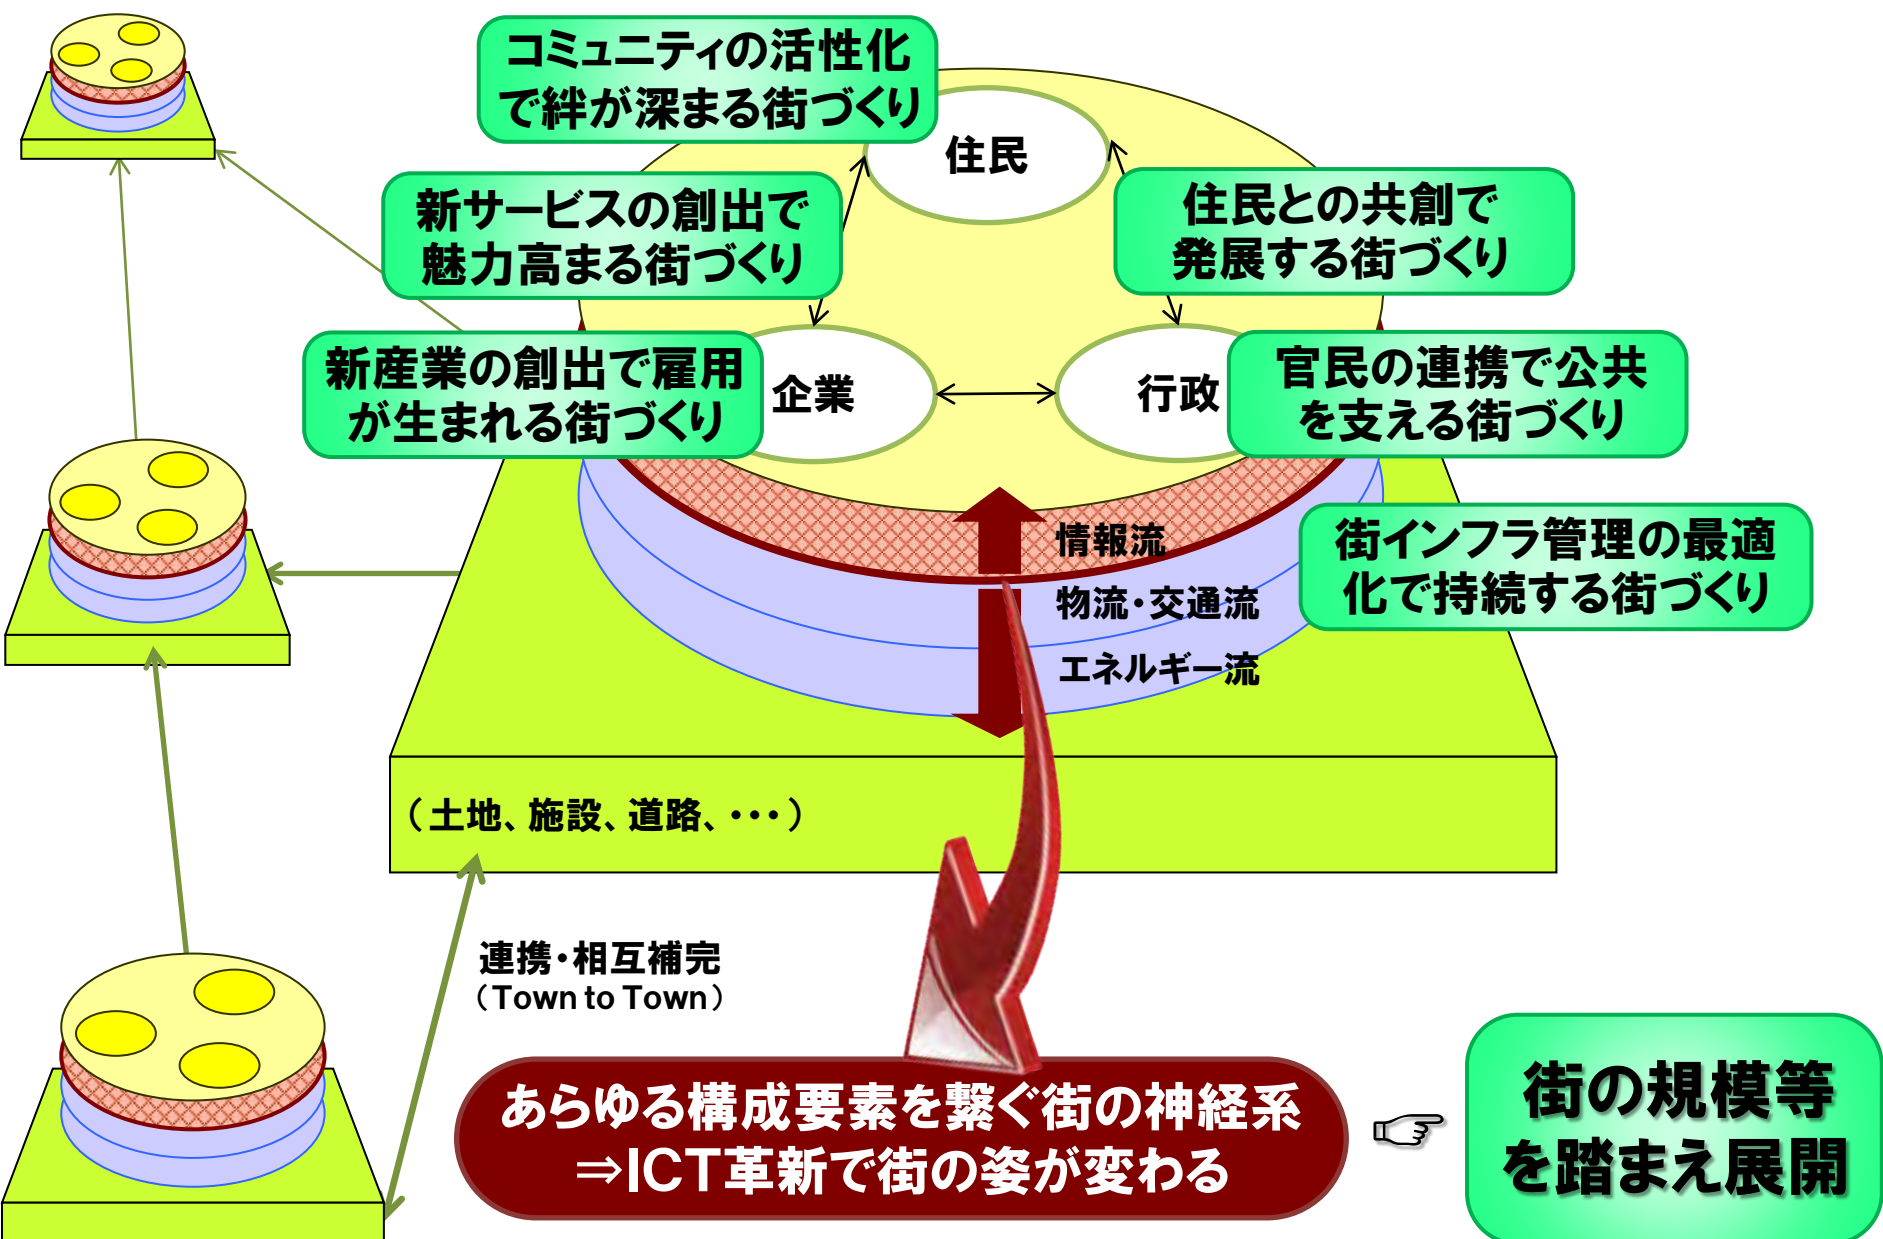 コミュニティの活性化
で絆が深まる街づくり
住民
新サービスの創出で
魅力高まる街づくり
住民との共創で
発展する街づくり
新産業の創出で雇用
が生まれる街づくり
企業
行政
官民の連携で公共
を支える街づくり
情報流
物流・交通流
エネルギー流
街インフラ管理の最適
化で持続する街づくり
（土地、施設、道路、・・・）
連携・相互補完
（Town to Town）
あらゆる構成要素を繋ぐ街の神経系
⇒ICT革新で街の姿が変わる
☞
街の規模等
を踏まえ展開